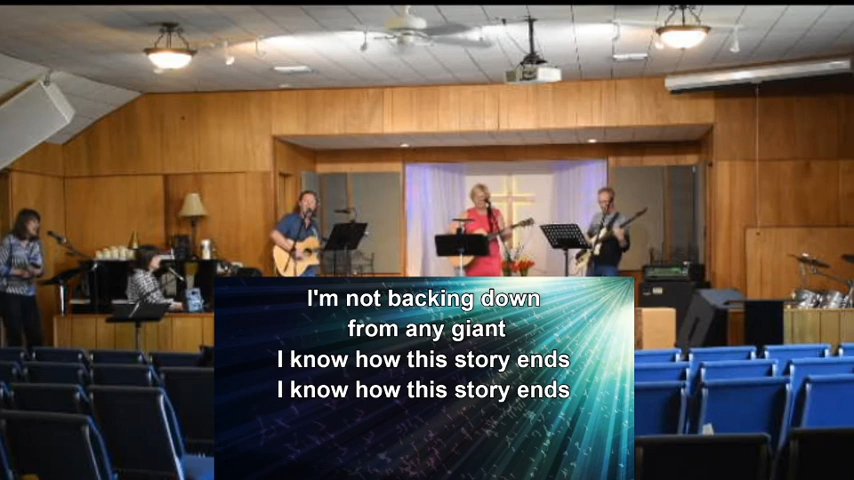 I'm not backing down
from any giant
I know how this story ends
I know how this story ends